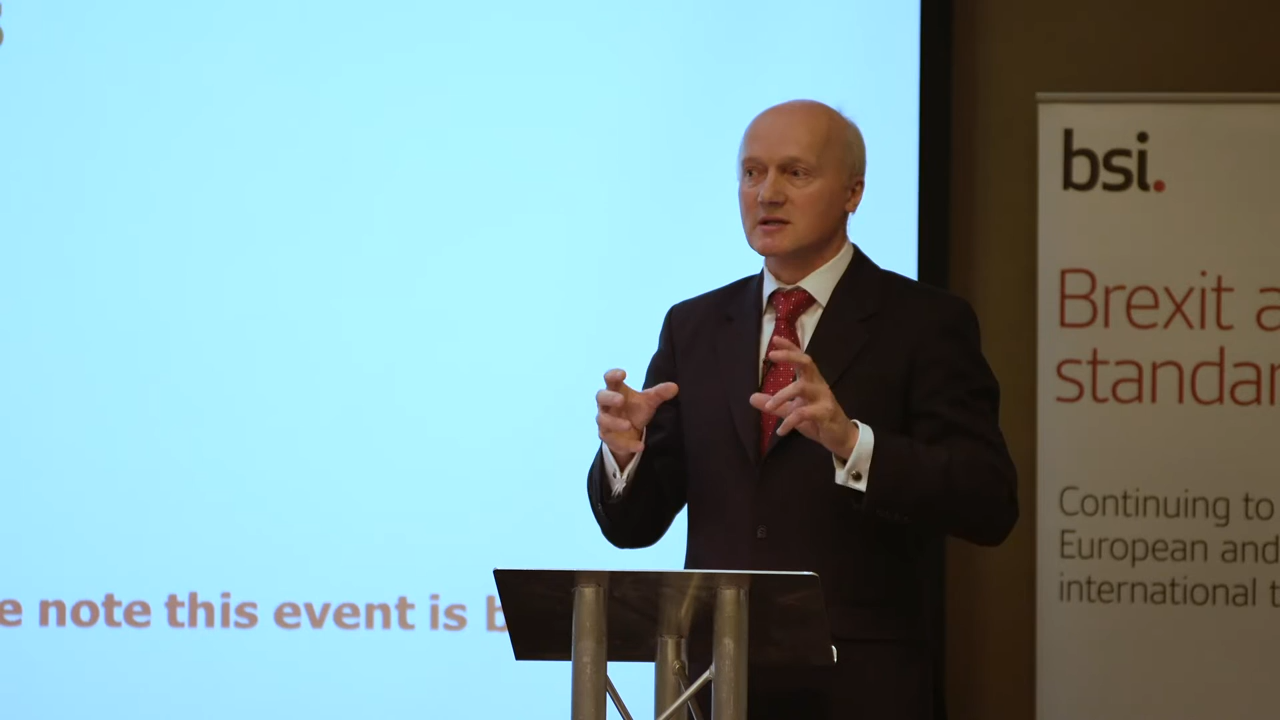 e note this event is b
bsi.
Brexit a
standar
Continuing to
European and
international t